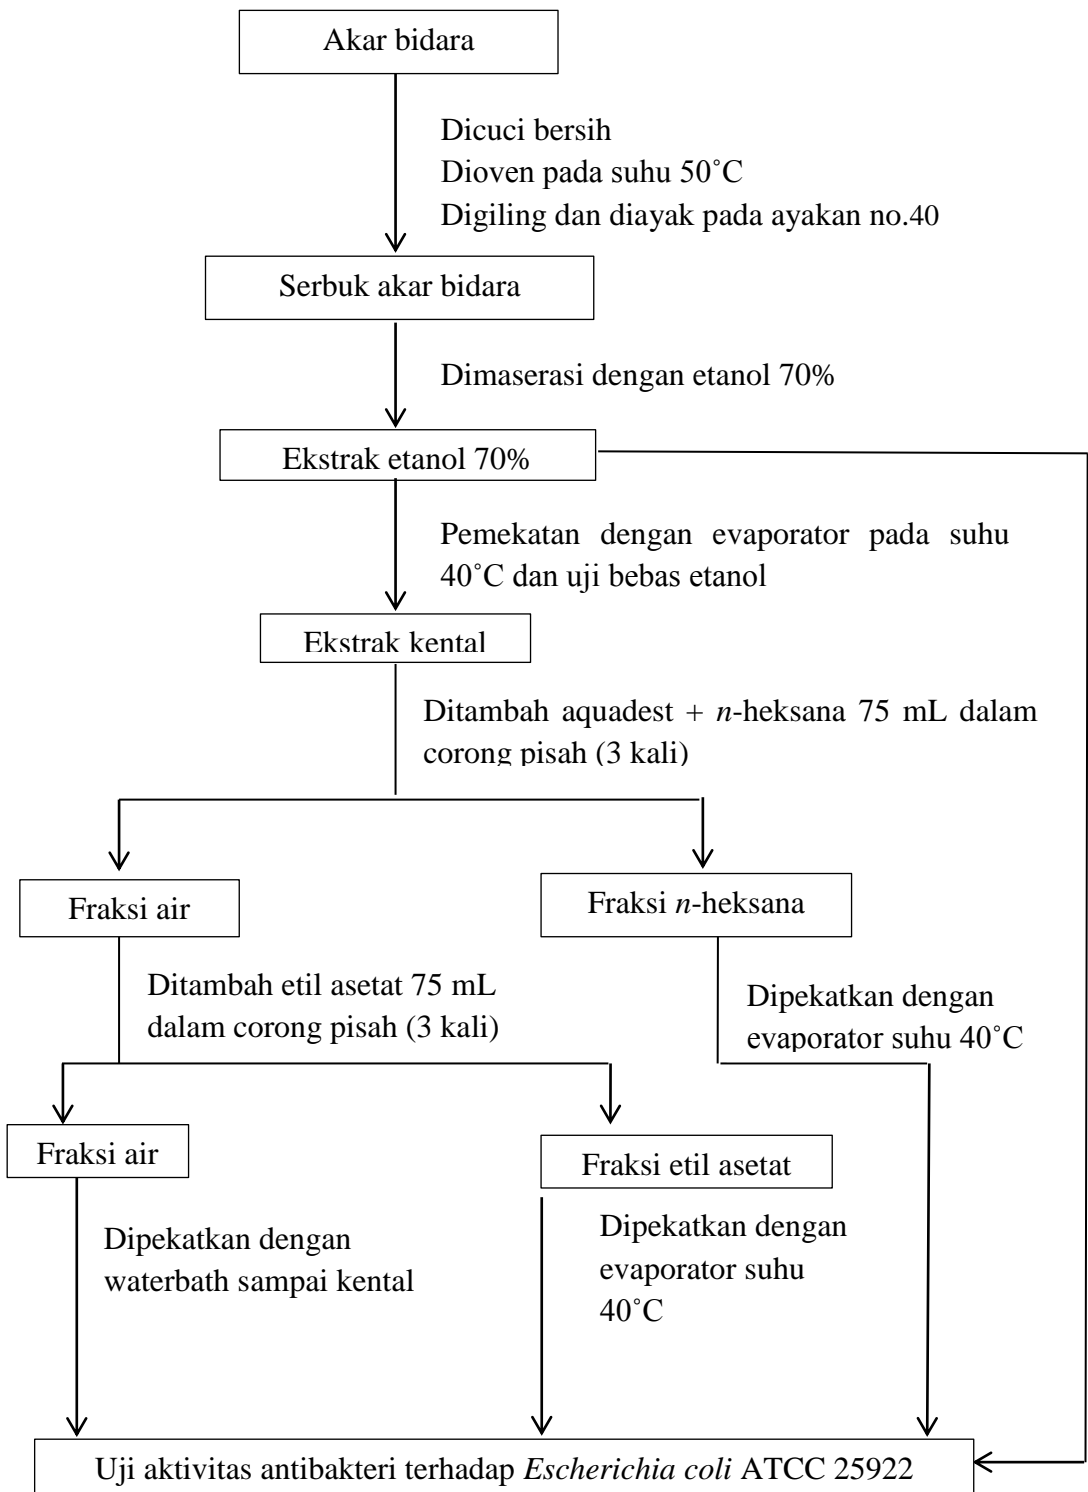 Akar bidara
Dicuci bersih
Dioven pada suhu 50˚C
Digiling dan diayak pada ayakan no.40
Serbuk akar bidara
Dimaserasi dengan etanol 70%
Ekstrak etanol 70%
Pemekatan dengan evaporator pada suhu
40˚C dan uji bebas etanol
Ekstrak kental
Ditambah aquadest + n-heksana 75 mL dalam
corong pisah (3 kali)
Fraksi air
Fraksi n-heksana
Ditambah etil asetat 75 mL
dalam corong pisah (3 kali)
Dipekatkan dengan
evaporator suhu 40˚C
Fraksi air
Fraksi etil asetat
Dipekatkan dengan
waterbath sampai kental
Dipekatkan dengan
evaporator suhu
40˚C
Uji aktivitas antibakteri terhadap Escherichia coli ATCC 25922